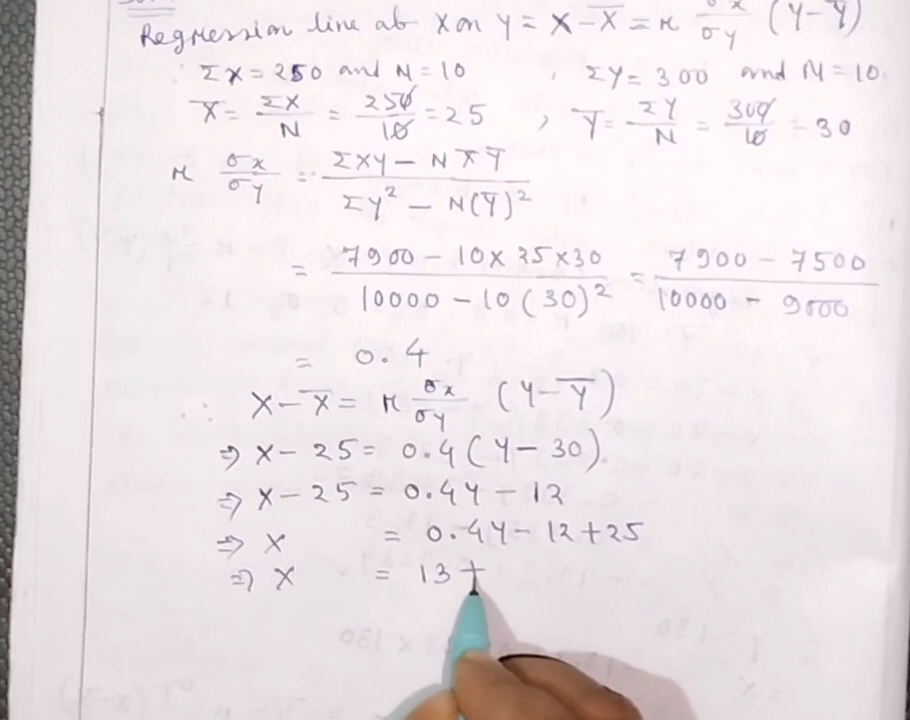 Regression line ab X on Y = X - X̅ = r σx/σy (Y - Y̅)
ΣX = 250 and N = 10, ΣY = 300 and N = 10.
X̅ = ΣX/N = 250/10 = 25, Y̅ = ΣY/N = 300/10 = 30
r σx/σy = ΣXY - N X̅ Y̅ / ΣY² - N(Y̅)²
= 7900 - 10 × 25 × 30 / 10000 - 10(30)² = 7900 - 7500 / 10000 - 9000
= 0.4
∴ X - X̅ = r σx/σy (Y - Y̅)
⇒ X - 25 = 0.4(Y - 30).
⇒ X - 25 = 0.4Y - 12
⇒ X = 0.4Y - 12 + 25
⇒ X = 13 +